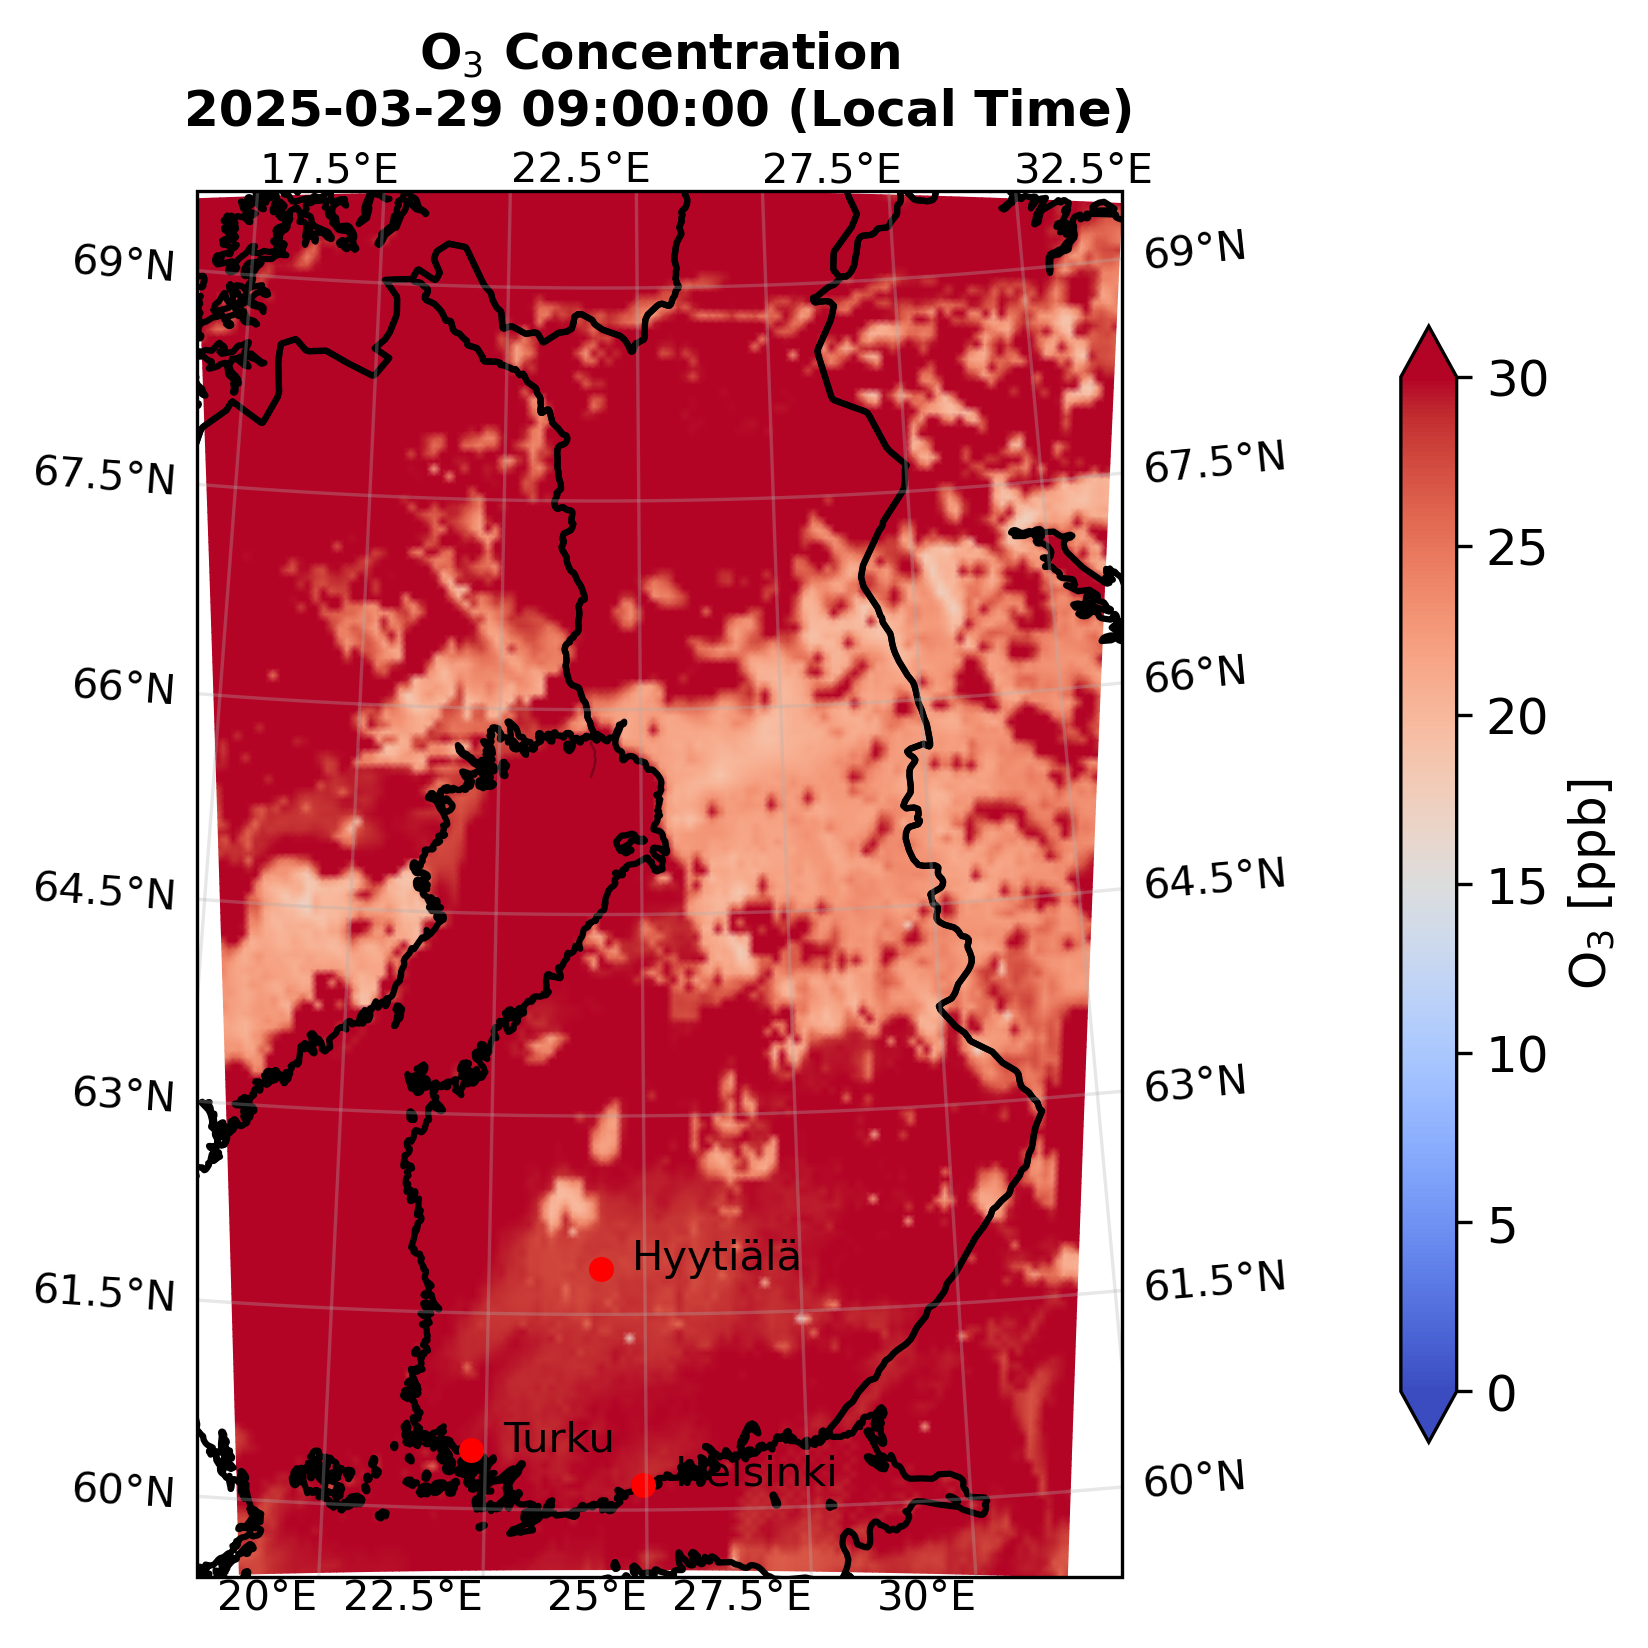 O₃ Concentration
2025-03-29 09:00:00 (Local Time)
17.5°E 22.5°E 27.5°E 32.5°E
69°N
67.5°N
66°N
64.5°N
63°N
61.5°N
60°N
Hyytiälä
Turku
Helsinki
69°N
67.5°N
66°N
64.5°N
63°N
61.5°N
60°N
20°E 22.5°E 25°E 27.5°E 30°E
30
25
20
15
10
5
0
O₃ [ppb]